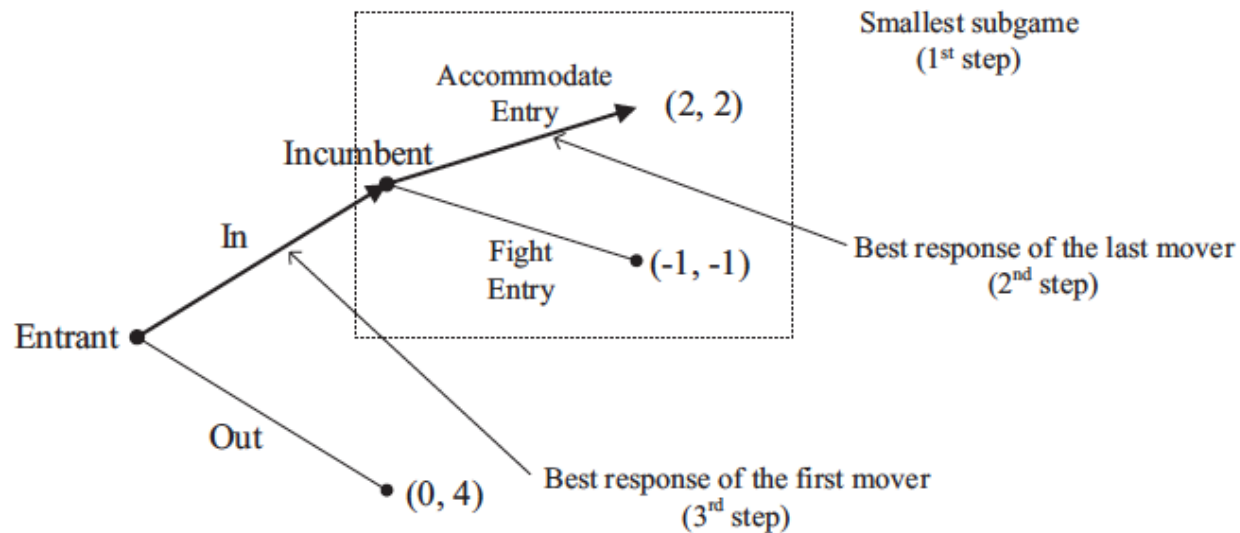 Smallest subgame
(1st step)
Accommodate
Entry
(2, 2)
Incumbent
In
Fight
Entry
(-1, -1)
Best response of the last mover
(2nd step)
Entrant
Out
(0, 4)
Best response of the first mover
(3rd step)